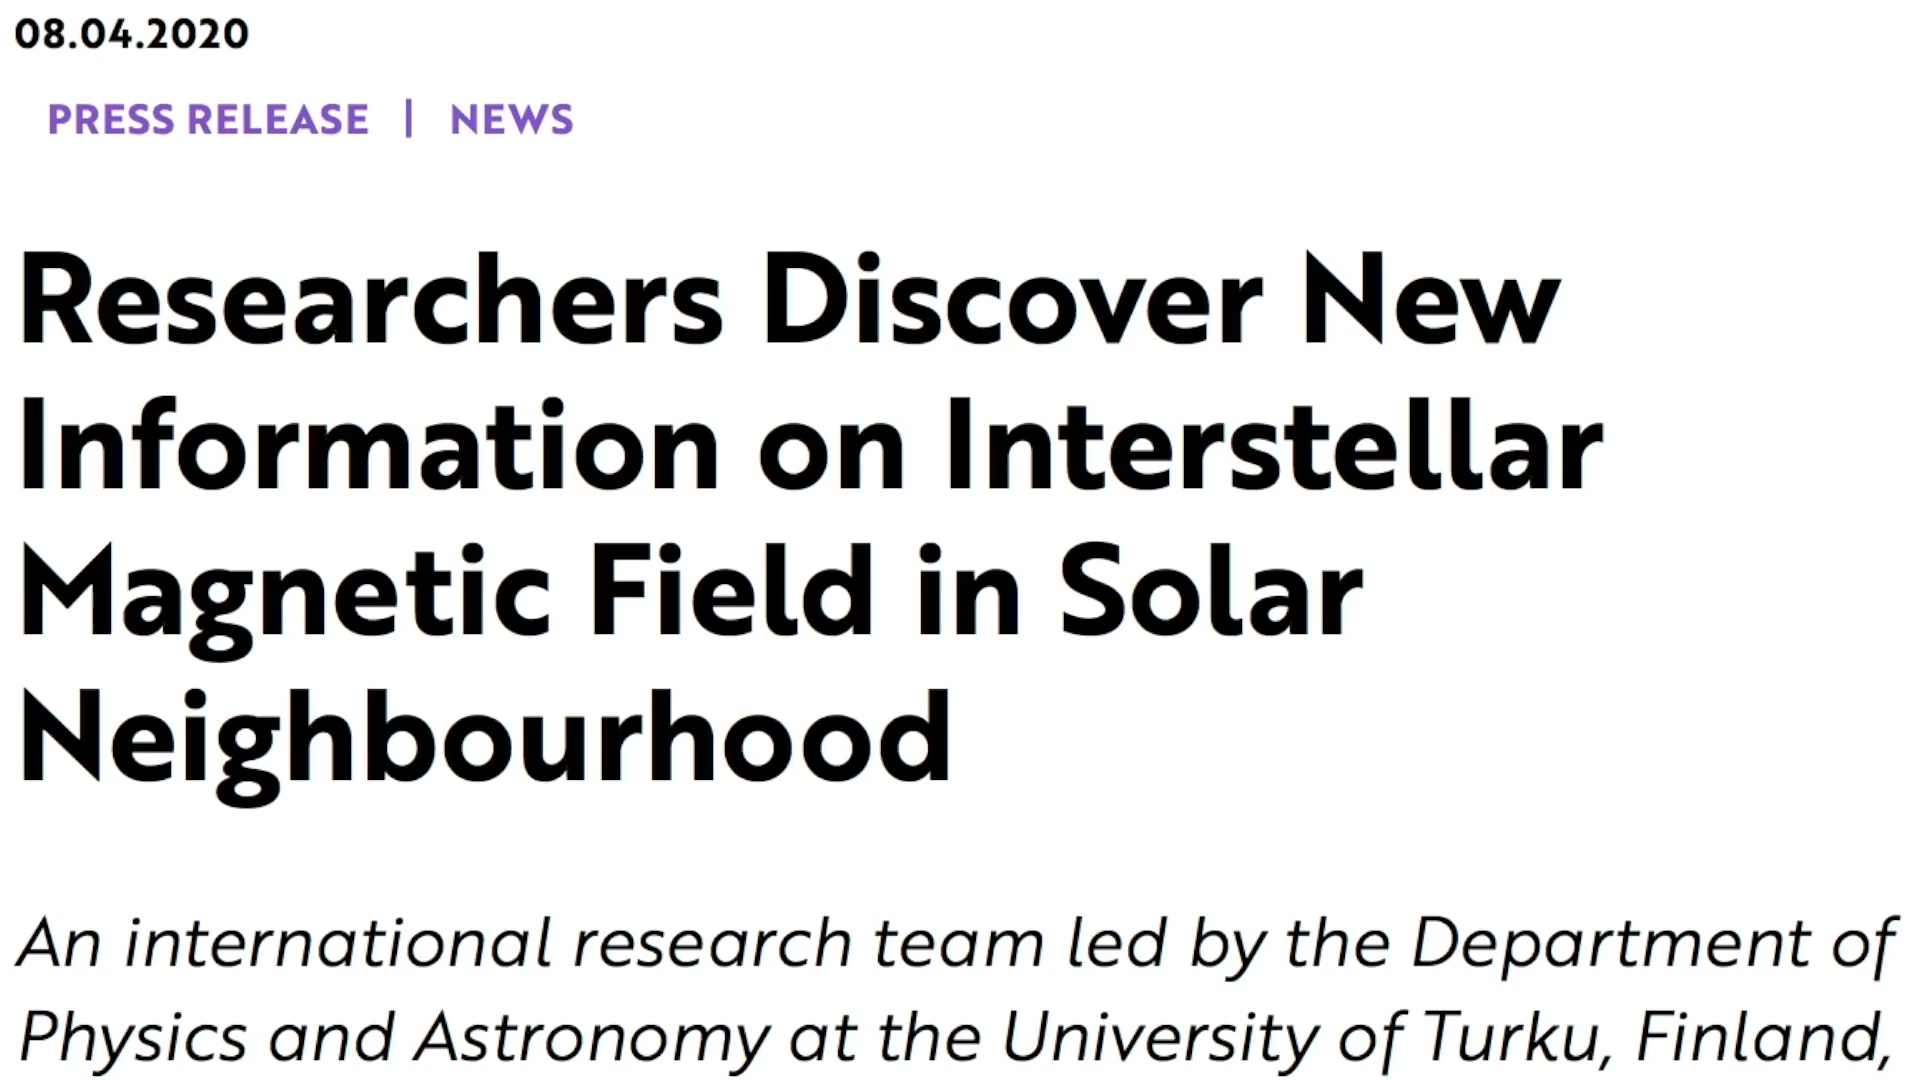 08.04.2020
PRESS RELEASE | NEWS
Researchers Discover New
Information on Interstellar
Magnetic Field in Solar
Neighbourhood
An international research team led by the Department of
Physics and Astronomy at the University of Turku, Finland,